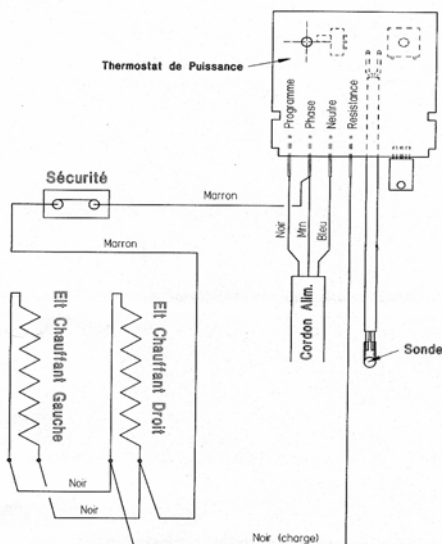 Thermostat de Puissance
Programme
Phase
Neutre
Resistance
Sécurité
Marron
Marron
Noir
Mrn
Bleu
Cordon Alim.
Sonde
Elt Chauffant Gauche
Elt Chauffant Droit
Noir
Noir
Noir (charge)